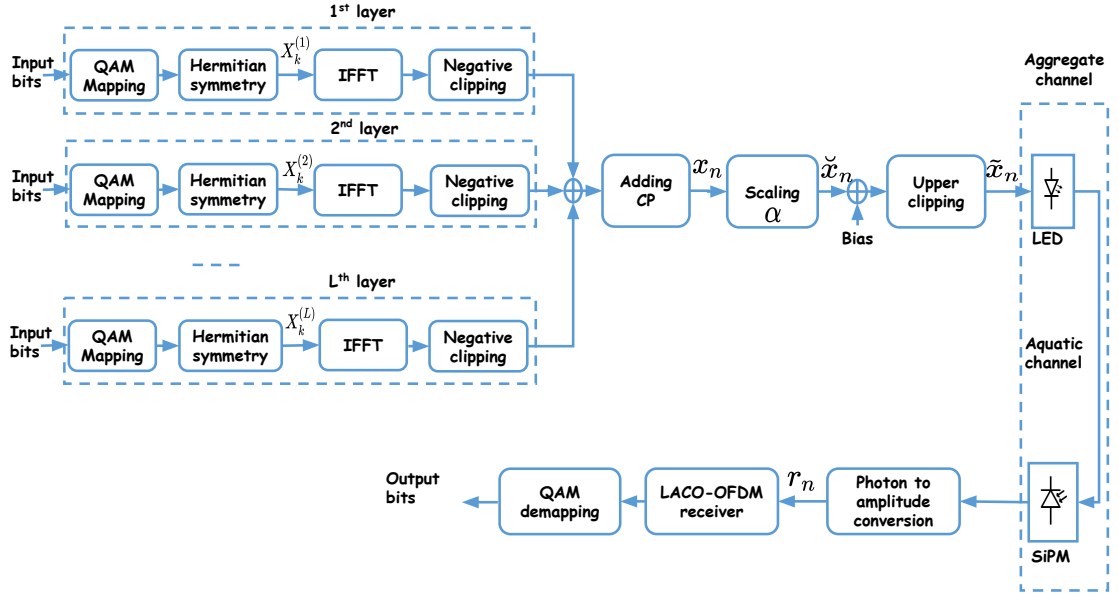 1st layer
Input
bits
QAM
Mapping
Hermitian
symmetry
X_k^{(1)}
IFFT
Negative
clipping
2nd layer
Input
bits
QAM
Mapping
Hermitian
symmetry
X_k^{(2)}
IFFT
Negative
clipping
Lth layer
Input
bits
QAM
Mapping
Hermitian
symmetry
X_k^{(L)}
IFFT
Negative
clipping
Adding
CP
x_n
Scaling
α
x̆_n
Bias
Upper
clipping
x̃_n
Aggregate
channel
LED
Aquatic
channel
SiPM
Photon to
amplitude
conversion
r_n
LACO-OFDM
receiver
QAM
demapping
Output
bits